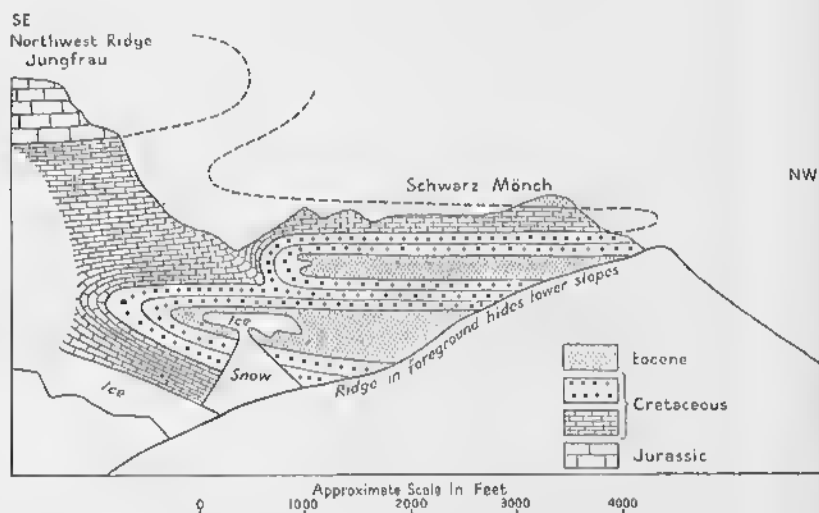 SE
Northwest Ridge
Jungfrau
Schwarz Mönch
NW
Ice
Ridge in foreground hides lower slopes
Snow
Ice
Eocene
Cretaceous
Jurassic
Approximate Scale In Feet
0 1000 2000 3000 4000